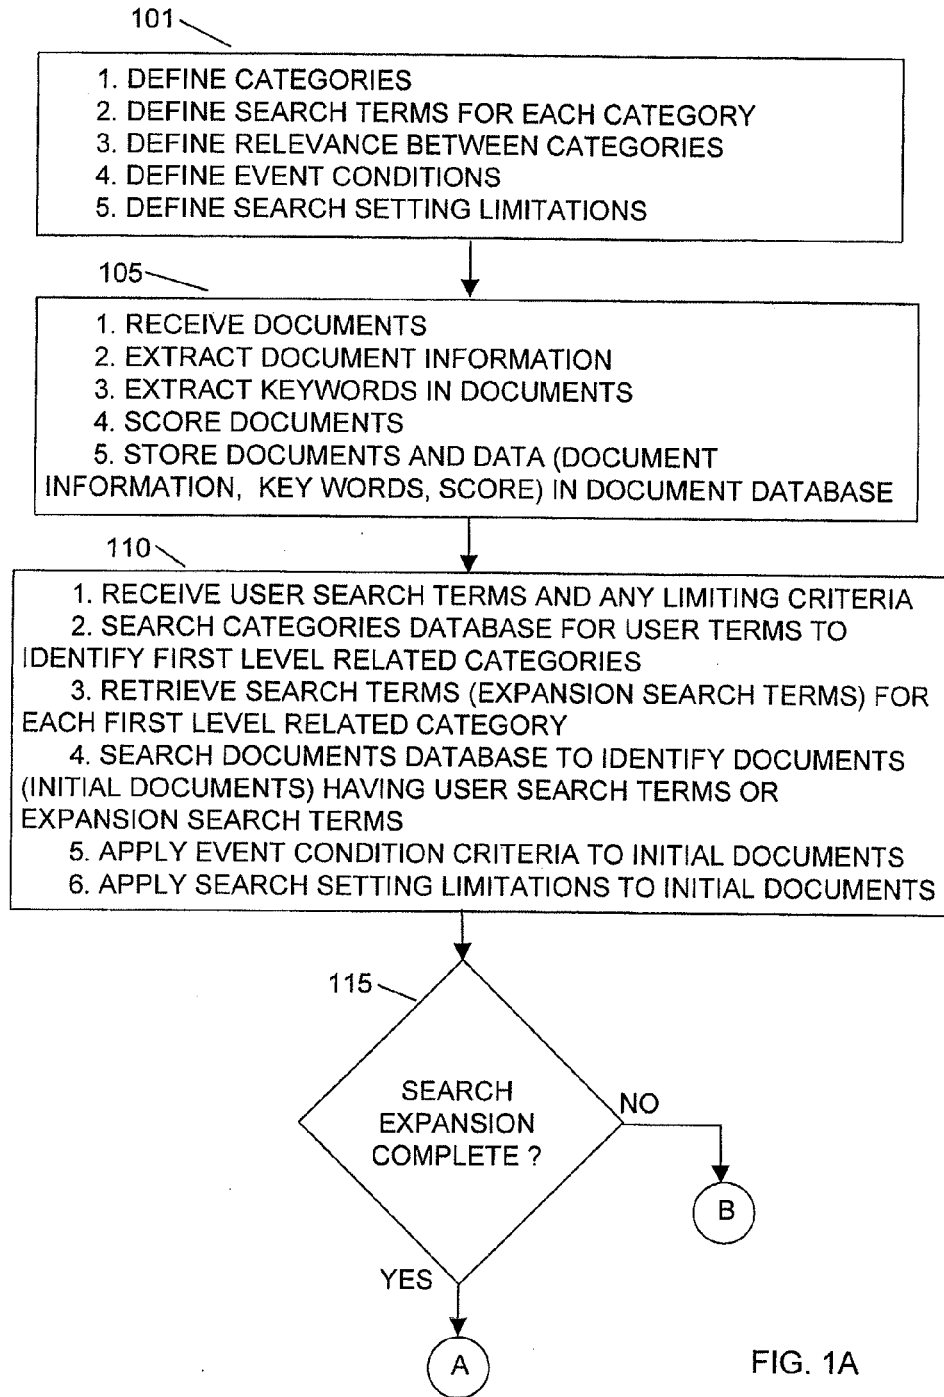 101
1. DEFINE CATEGORIES
2. DEFINE SEARCH TERMS FOR EACH CATEGORY
3. DEFINE RELEVANCE BETWEEN CATEGORIES
4. DEFINE EVENT CONDITIONS
5. DEFINE SEARCH SETTING LIMITATIONS
105
1. RECEIVE DOCUMENTS
2. EXTRACT DOCUMENT INFORMATION
3. EXTRACT KEYWORDS IN DOCUMENTS
4. SCORE DOCUMENTS
5. STORE DOCUMENTS AND DATA (DOCUMENT
INFORMATION, KEY WORDS, SCORE) IN DOCUMENT DATABASE
110
1. RECEIVE USER SEARCH TERMS AND ANY LIMITING CRITERIA
2. SEARCH CATEGORIES DATABASE FOR USER TERMS TO
IDENTIFY FIRST LEVEL RELATED CATEGORIES
3. RETRIEVE SEARCH TERMS (EXPANSION SEARCH TERMS) FOR
EACH FIRST LEVEL RELATED CATEGORY
4. SEARCH DOCUMENTS DATABASE TO IDENTIFY DOCUMENTS
(INITIAL DOCUMENTS) HAVING USER SEARCH TERMS OR
EXPANSION SEARCH TERMS
5. APPLY EVENT CONDITION CRITERIA TO INITIAL DOCUMENTS
6. APPLY SEARCH SETTING LIMITATIONS TO INITIAL DOCUMENTS
115
SEARCH
EXPANSION
COMPLETE ?
NO
B
YES
A
FIG. 1A